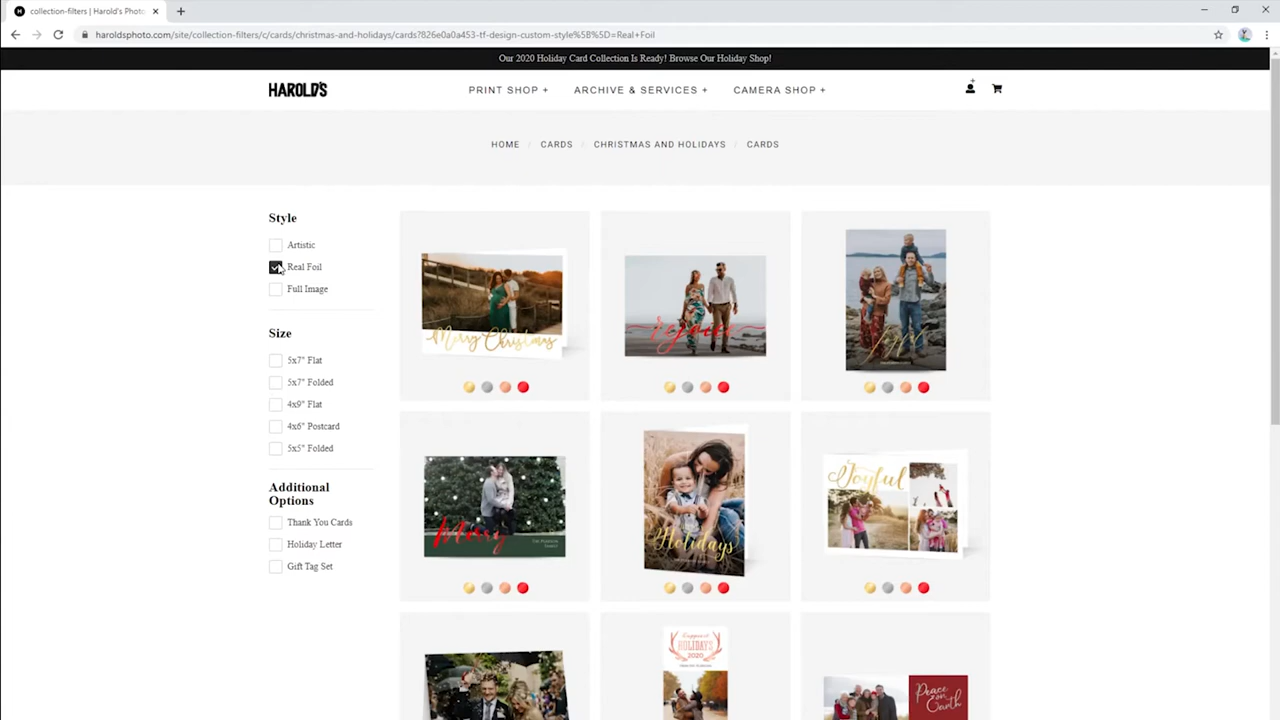 collection-filters | Harold's Photo
haroldsphoto.com/site/collection-filters/c/cards/christmas-and-holidays/cards?826e0a0a453-tf-design-custom-style%5B%5D=Real+Foil
Our 2020 Holiday Card Collection Is Ready! Browse Our Holiday Shop!
HAROLD'S
PRINT SHOP + ARCHIVE & SERVICES + CAMERA SHOP +
HOME / CARDS / CHRISTMAS AND HOLIDAYS / CARDS
Style
Artistic
Real Foil
Full Image
Size
5x7" Flat
5x7" Folded
4x9" Flat
4x6" Postcard
5x5" Folded
Additional
Options
Thank You Cards
Holiday Letter
Gift Tag Set
Merry Christmas
rejoice
Merry
Holidays
Joyful
HOLIDAYS
2020
Peace
on
Earth